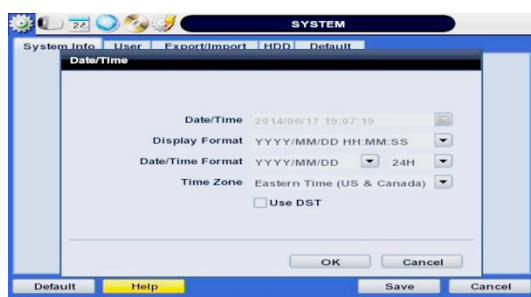 24
SYSTEM
System Info User Export/Import HDD Default
Date/Time
Date/Time 2014/06/17 19:07:19
Display Format YYYY/MM/DD HH:MM:SS
Date/Time Format YYYY/MM/DD 24H
Time Zone Eastern Time (US & Canada)
Use DST
OK Cancel
Default Help Save Cancel